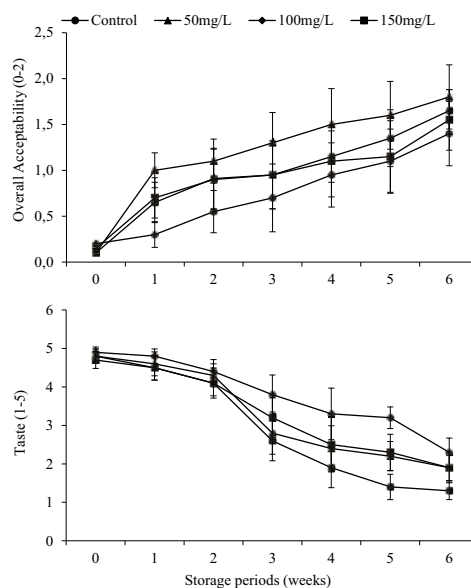 Control 50mg/L 100mg/L 150mg/L
Overall Acceptability (0-2)
2,5
2,0
1,5
1,0
0,5
0,0
0 1 2 3 4 5 6
Taste (1-5)
6
5
4
3
2
1
0
0 1 2 3 4 5 6
Storage periods (weeks)